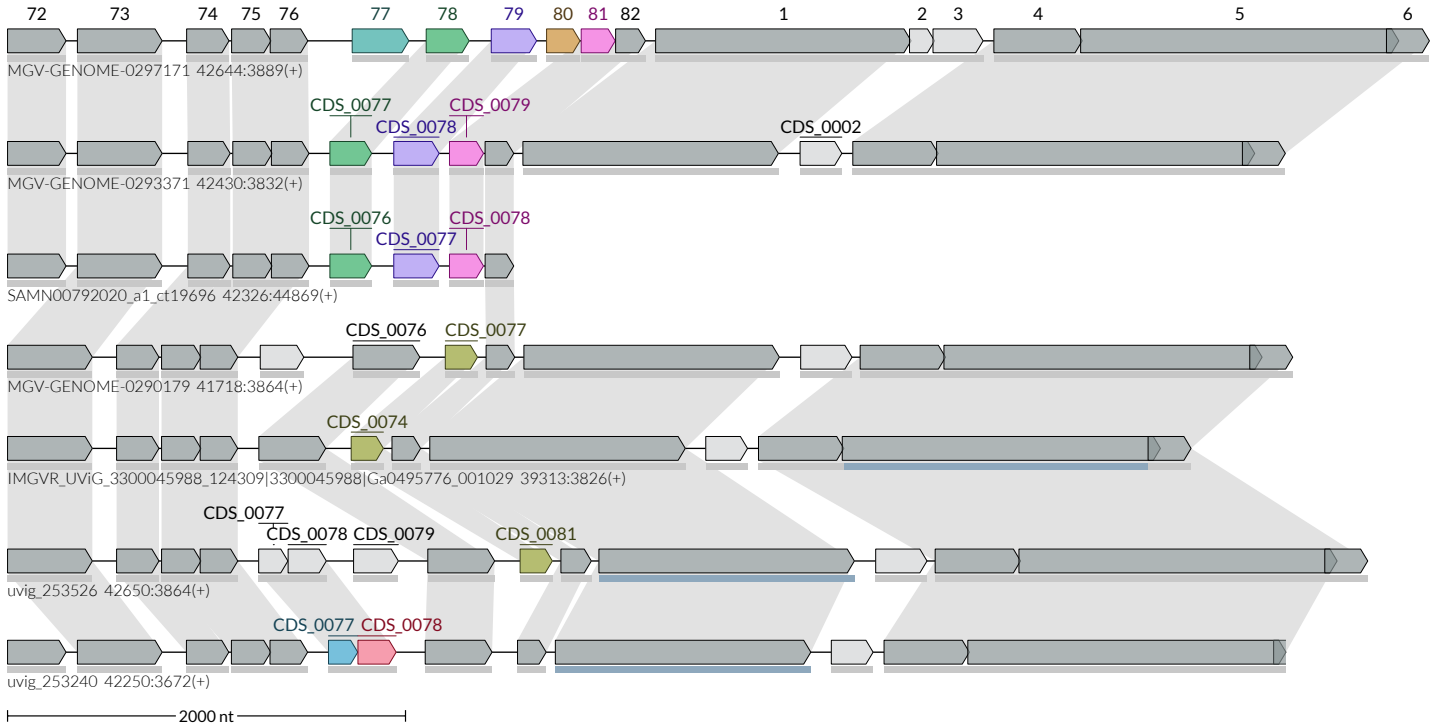 72 73 74 75 76 77 78 79 80 81 82 1 2 3 4 5 6
MGV-GENOME-0297171 42644:3889(+)
CDS_0077 CDS_0079
CDS_0078 CDS_0002
MGV-GENOME-0293371 42430:3832(+)
CDS_0076 CDS_0078
CDS_0077
SAMN00792020_a1_ct19696 42326:44869(+)
CDS_0076 CDS_0077
MGV-GENOME-0290179 41718:3864(+)
CDS_0074
IMGVR_UViG_3300045988_124309|3300045988|Ga0495776_001029 39313:3826(+)
CDS_0077
CDS_0078 CDS_0079 CDS_0081
uvig_253526 42650:3864(+)
CDS_0077 CDS_0078
uvig_253240 42250:3672(+)
2000 nt